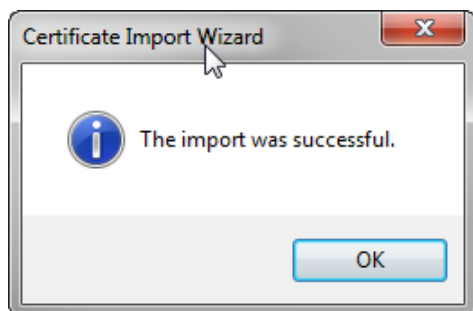 Certificate Import Wizard
The import was successful.
OK